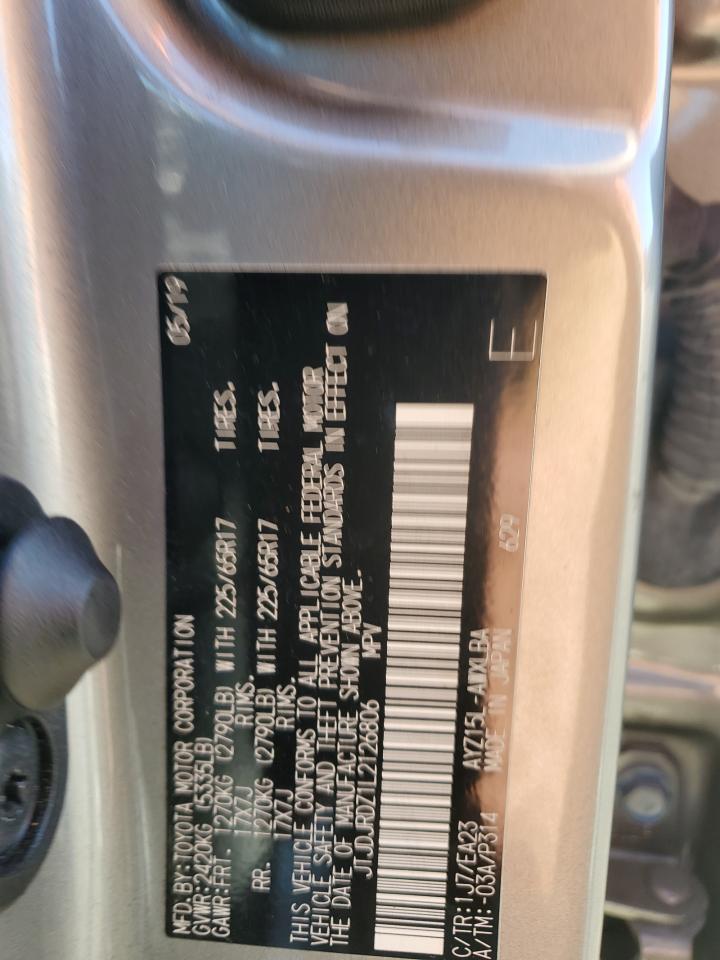 MFD.BY:TOYOTA MOTOR CORPORATION 05/19
GVWR:2420KG (5335LB)
GAWR:FRT. 1270KG (2790LB) WITH 225/65R17 TIRES.
17X7J RIMS.
RR. 1270KG (2790LB) WITH 225/65R17 TIRES.
17X7J RIMS.
THIS VEHICLE CONFORMS TO ALL APPLICABLE FEDERAL MOTOR
VEHICLE SAFETY AND THEFT PREVENTION STANDARDS IN EFFECT ON
THE DATE OF MANUFACTURE SHOWN ABOVE.
JTJDJRDZ1L2126806 MPV
C/TR:1J7/EA23 AYZ15L-AWXLBA
A/TM:-03A/P314 MADE IN JAPAN 629 E